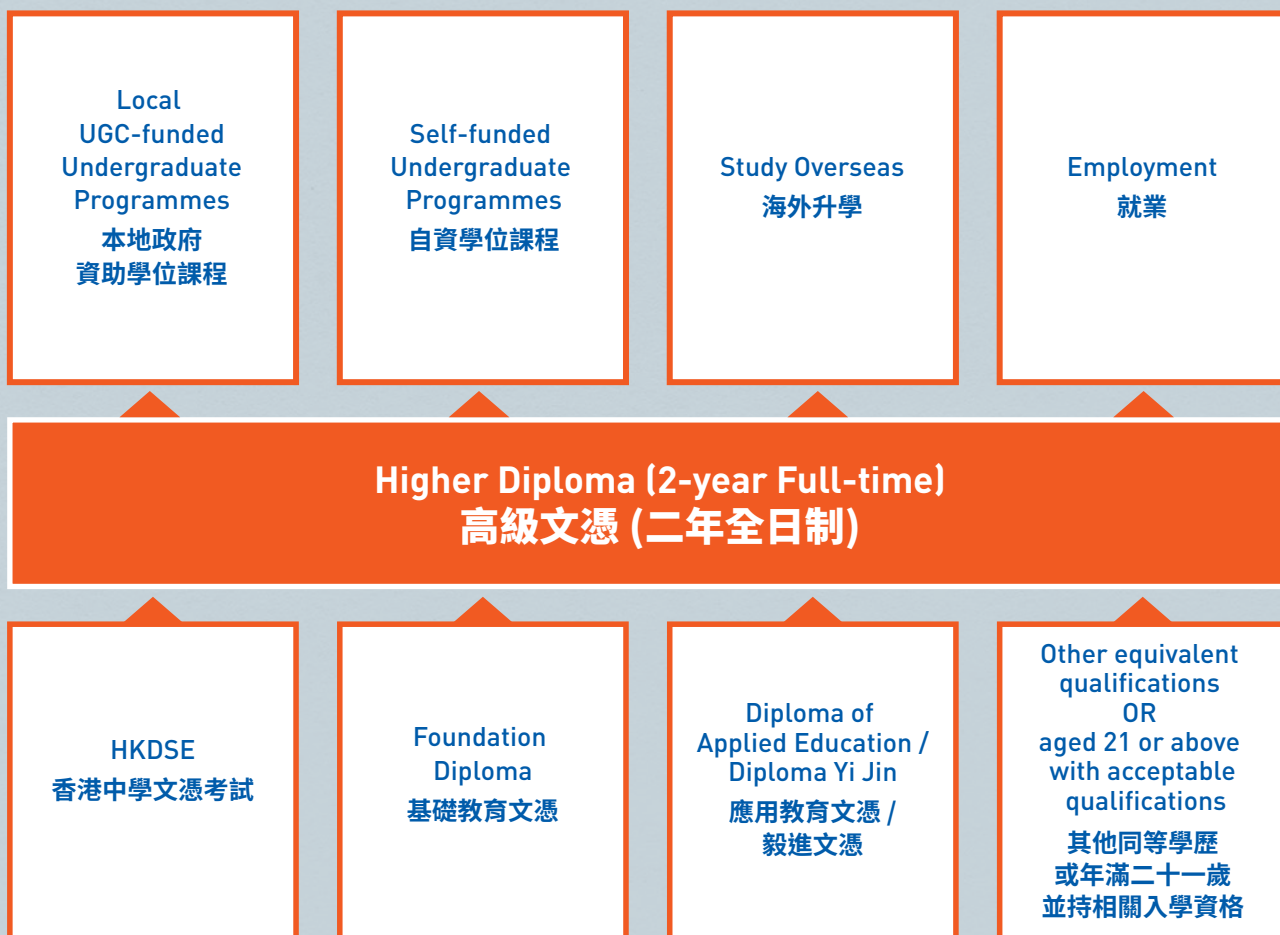 Local
UGC-funded
Undergraduate
Programmes
本地政府
資助學位課程
Self-funded
Undergraduate
Programmes
自資學位課程
Study Overseas
海外升學
Employment
就業
Higher Diploma (2-year Full-time)
高級文憑 (二年全日制)
HKDSE
香港中學文憑考試
Foundation
Diploma
基礎教育文憑
Diploma of
Applied Education /
Diploma Yi Jin
應用教育文憑 /
毅進文憑
Other equivalent
qualifications
OR
aged 21 or above
with acceptable
qualifications
其他同等學歷
或年滿二十一歲
並持相關入學資格